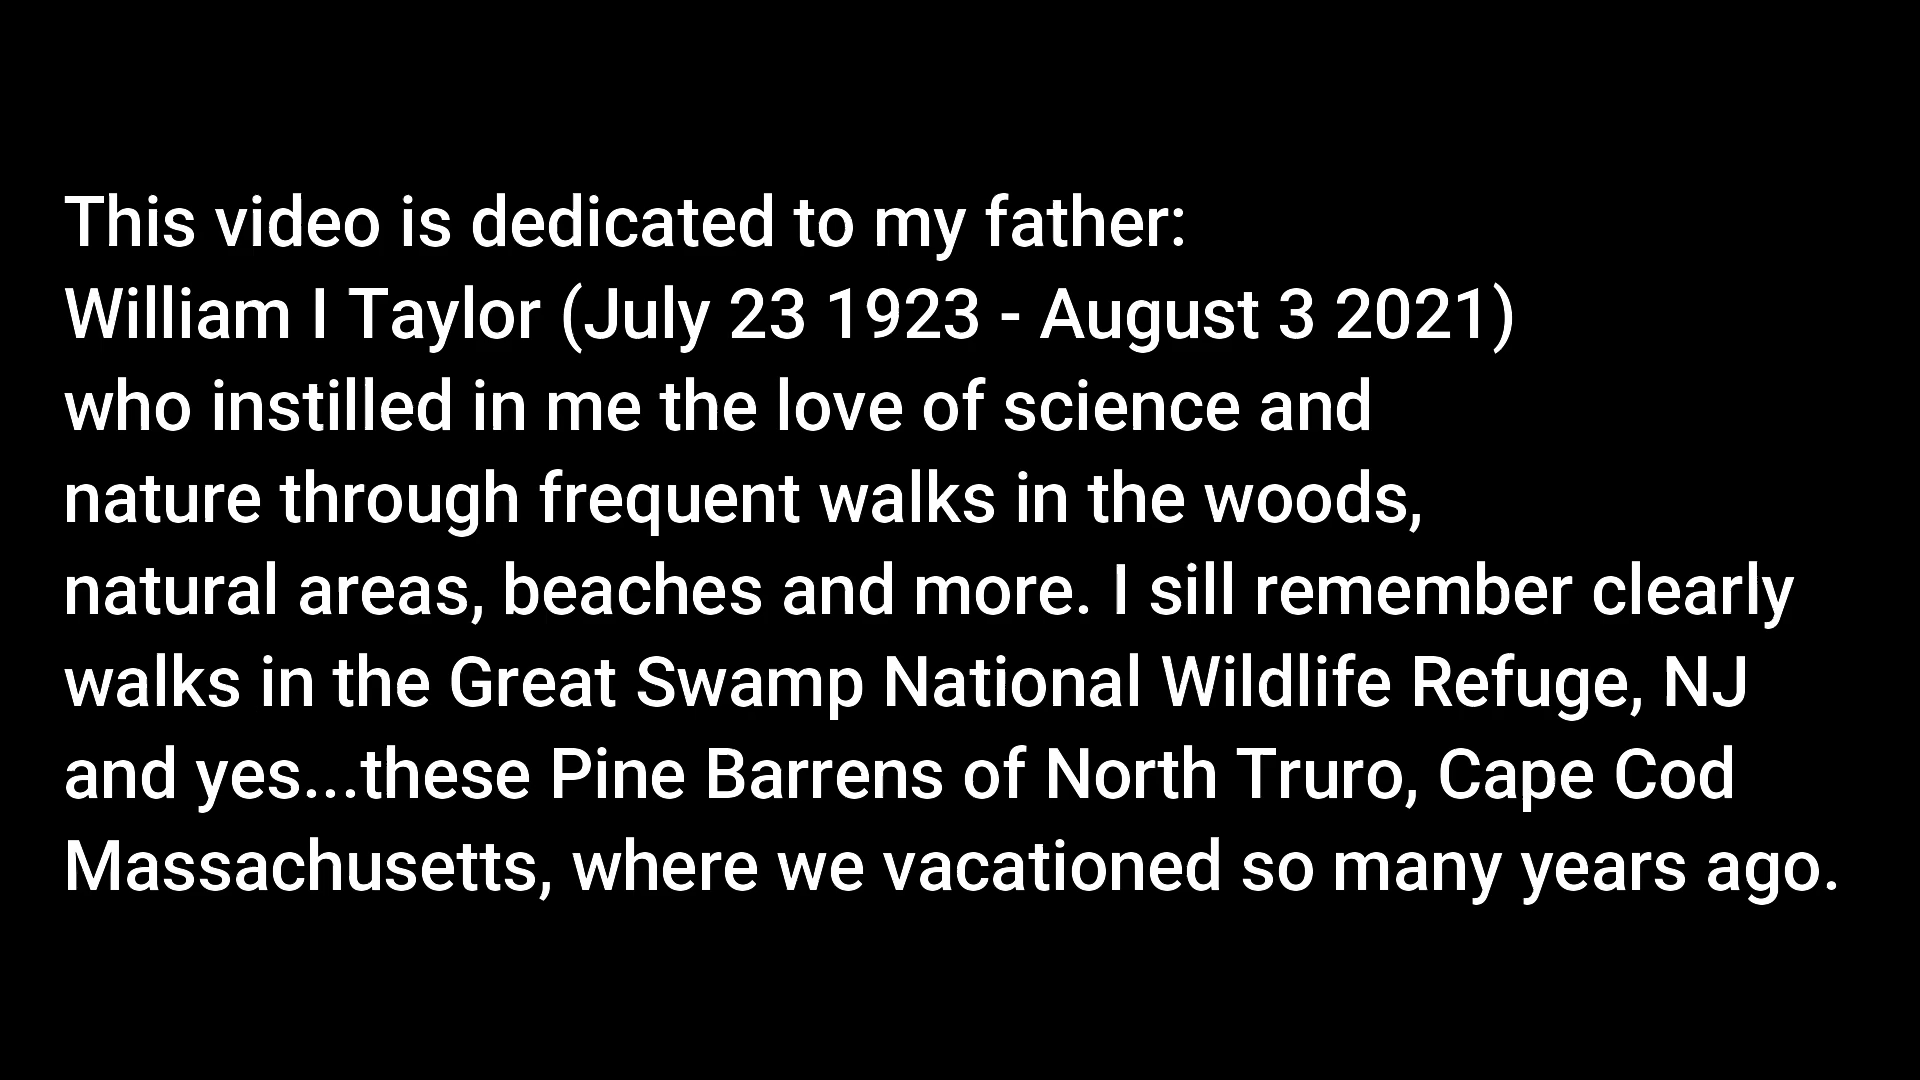 This video is dedicated to my father:
William I Taylor (July 23 1923 - August 3 2021)
who instilled in me the love of science and
nature through frequent walks in the woods,
natural areas, beaches and more. I sill remember clearly
walks in the Great Swamp National Wildlife Refuge, NJ
and yes...these Pine Barrens of North Truro, Cape Cod
Massachusetts, where we vacationed so many years ago.